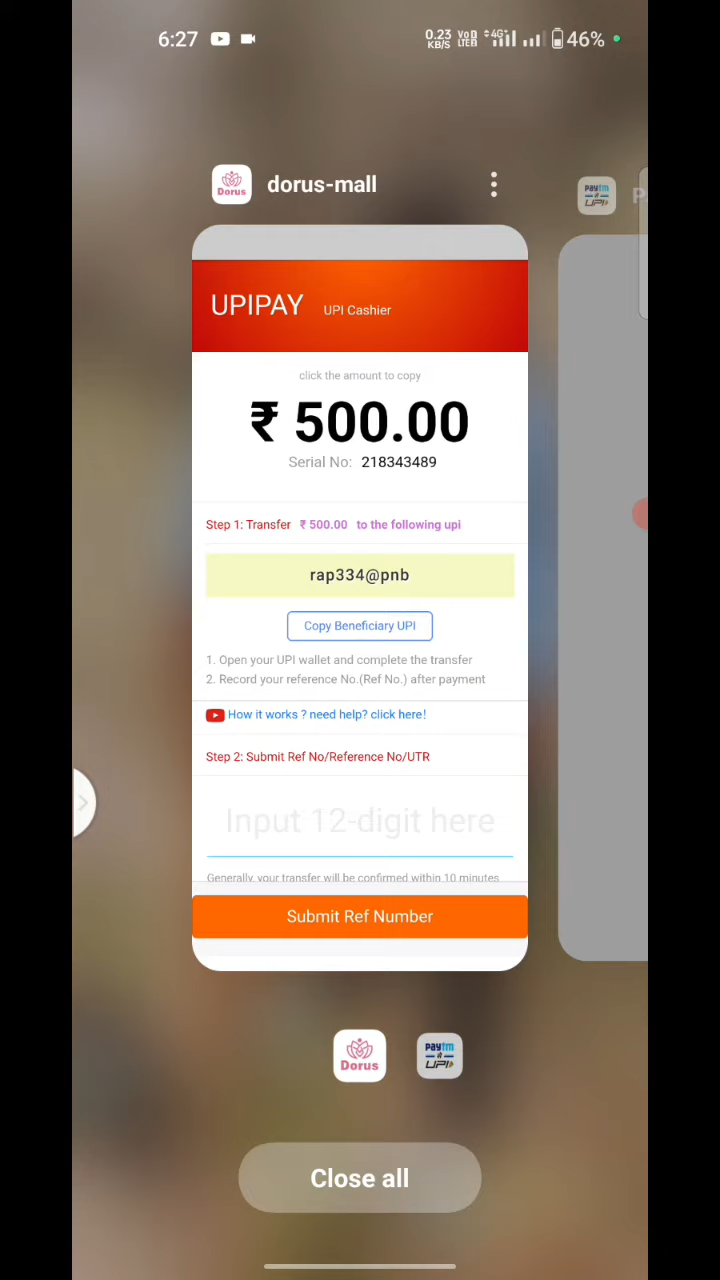 6:27
0.23 KB/S
VoD LTED
4G+
46%
Dorus
dorus-mall
Paytm UPI
UPIPAY UPI Cashier
click the amount to copy
₹ 500.00
Serial No: 218343489
Step 1: Transfer ₹ 500.00 to the following upi
rap334@pnb
Copy Beneficiary UPI
1. Open your UPI wallet and complete the transfer
2. Record your reference No.(Ref No.) after payment
How it works ? need help? click here!
Step 2: Submit Ref No/Reference No/UTR
Input 12-digit here
Generally, your transfer will be confirmed within 10 minutes
Submit Ref Number
Dorus
Paytm UPI
Close all